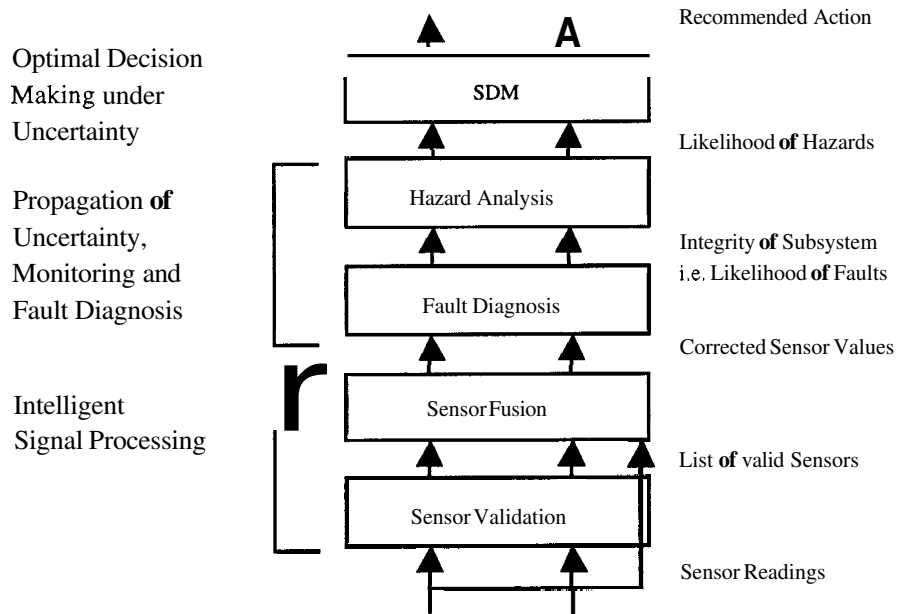 Recommended Action
A
Optimal Decision
Making under
Uncertainty
SDM
Likelihood of Hazards
Propagation of
Uncertainty,
Monitoring and
Fault Diagnosis
Hazard Analysis
Integrity of Subsystem
i.e. Likelihood of Faults
Fault Diagnosis
Corrected Sensor Values
r
Intelligent
Signal Processing
Sensor Fusion
List of valid Sensors
Sensor Validation
Sensor Readings